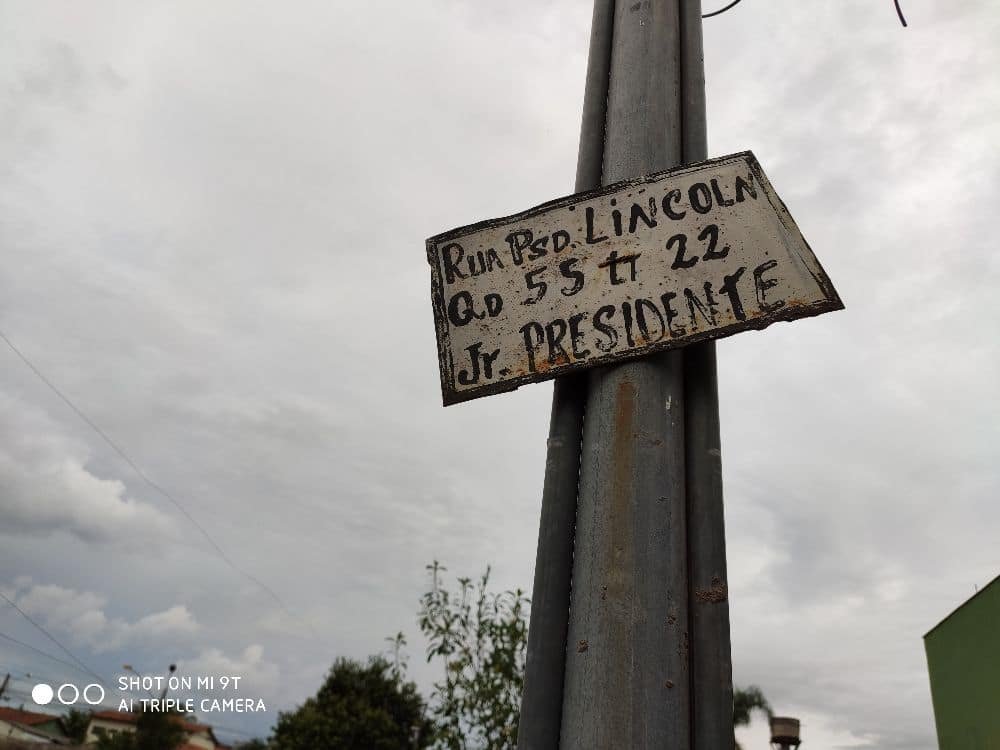 RUA PSD. LINCOLN
QD 55 LT 22
Jr. PRESIDENTE
SHOT ON MI 9T
AI TRIPLE CAMERA